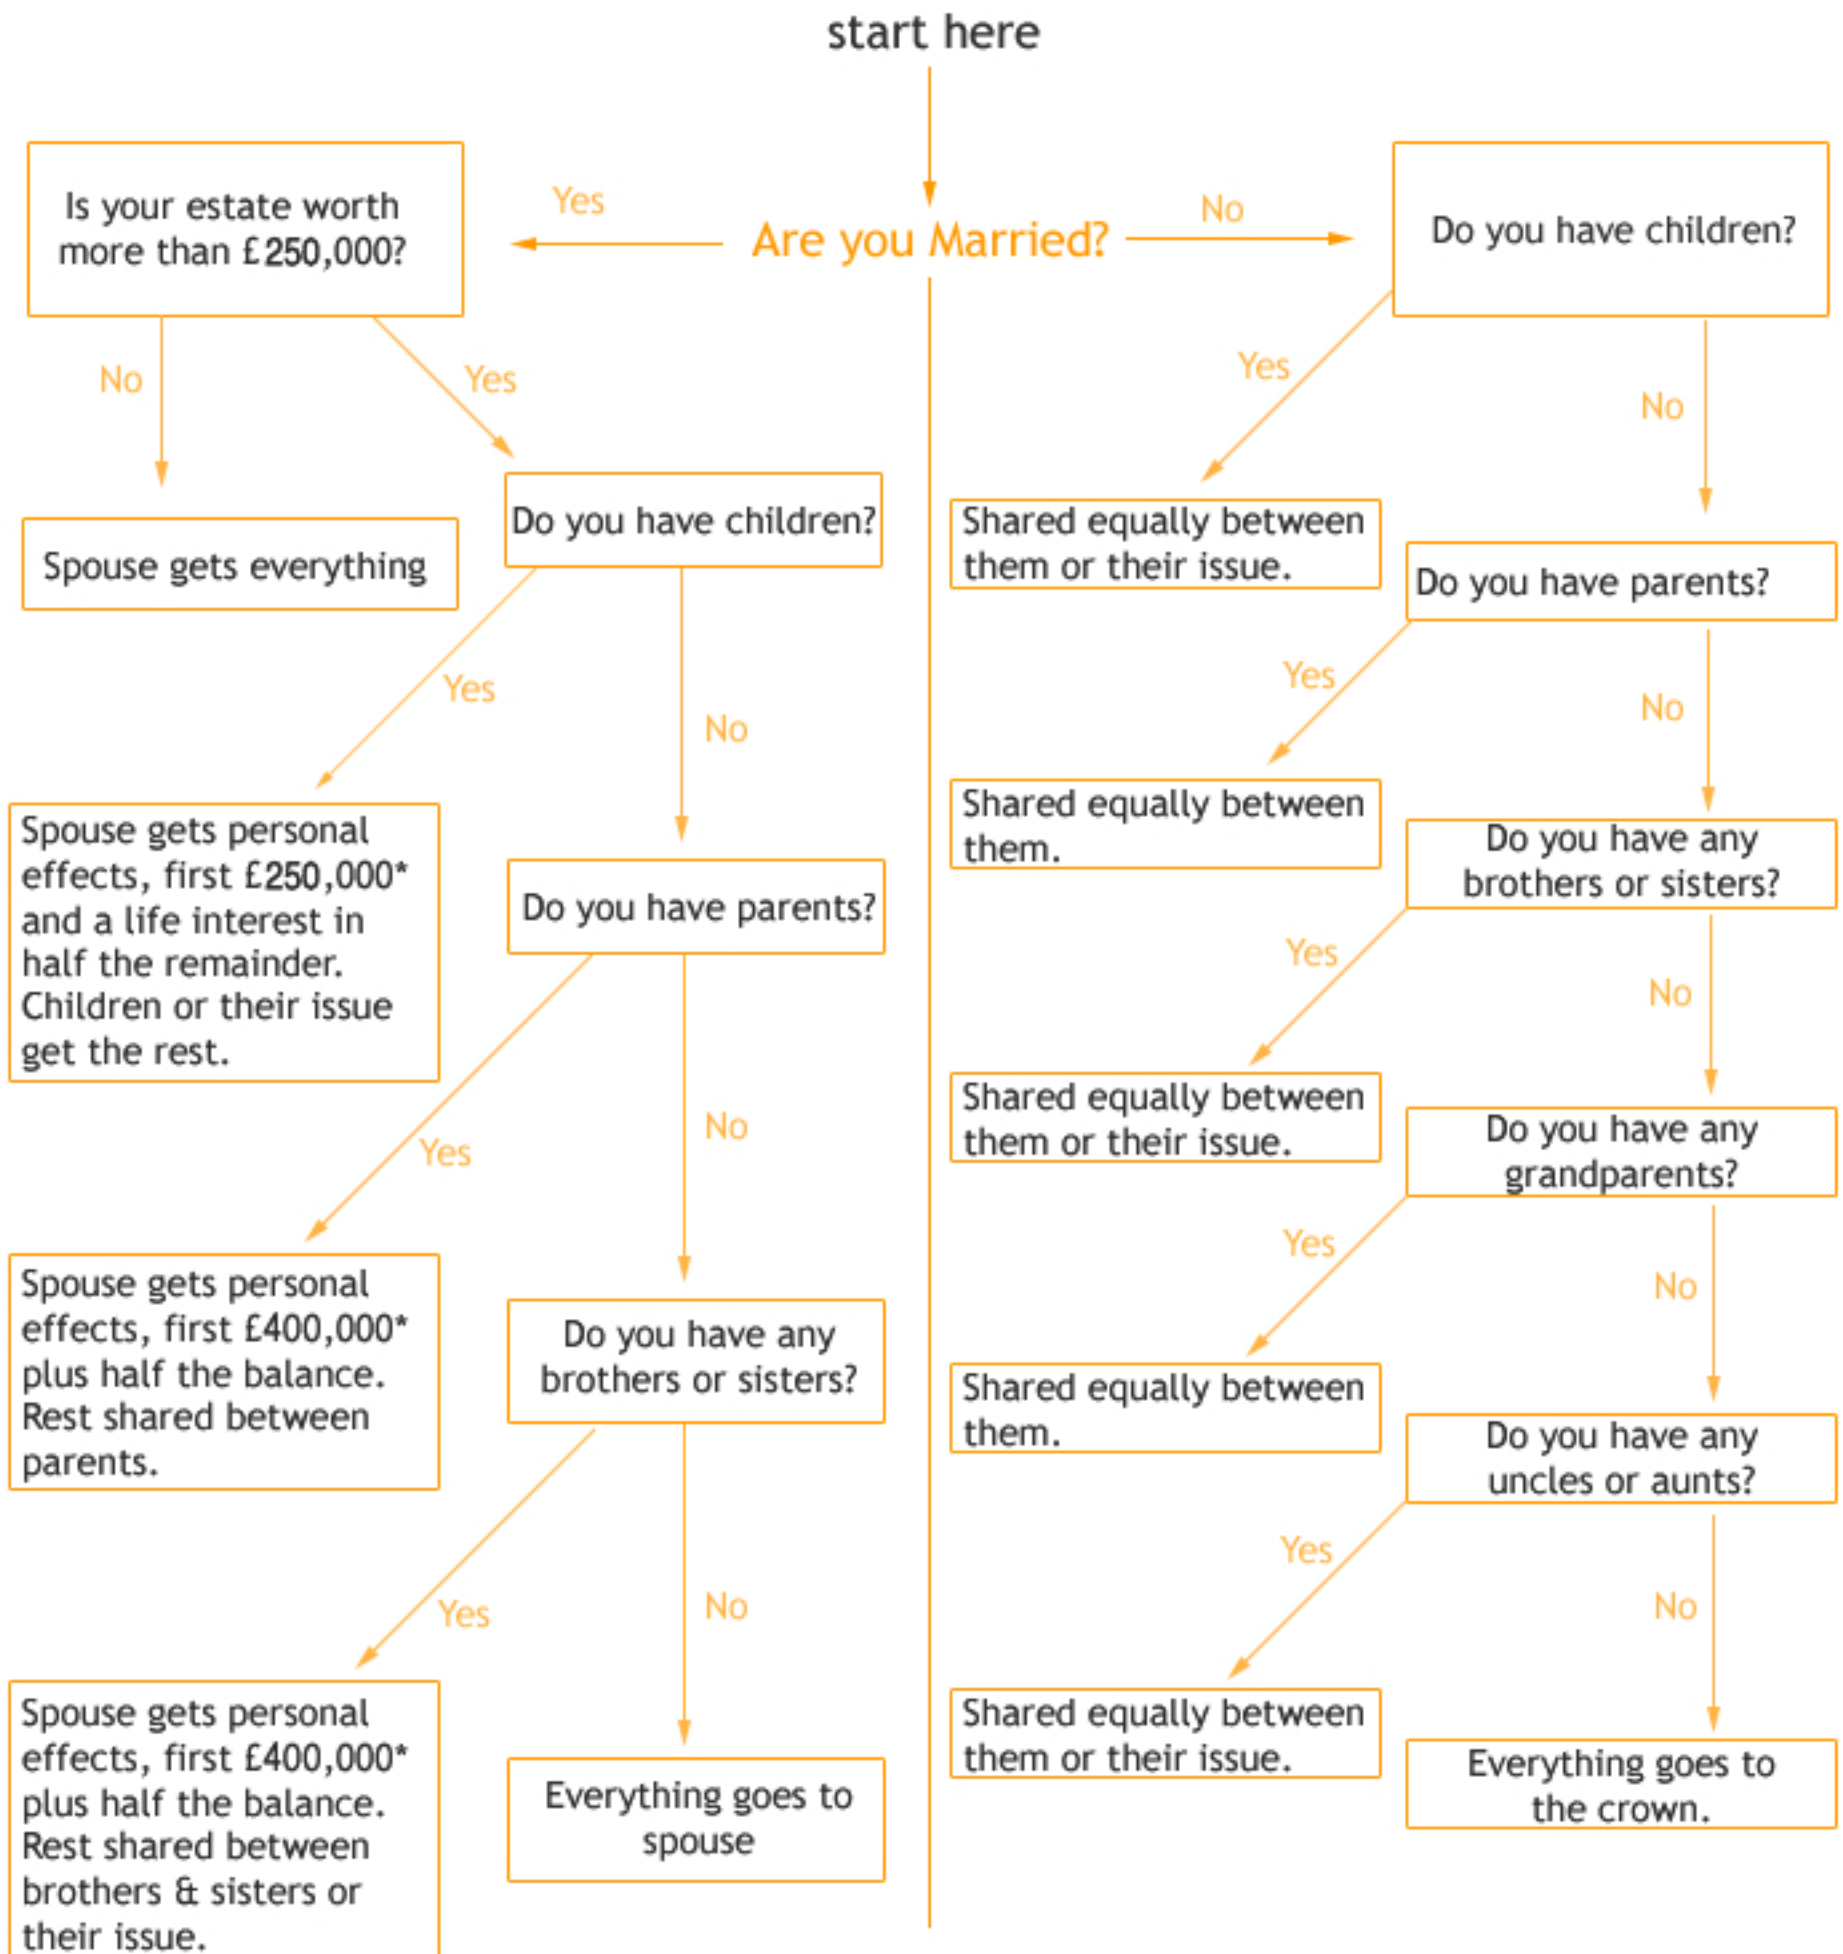 start here
Are you Married?
Yes
No
Is your estate worth
more than £250,000?
No
Yes
Spouse gets everything
Do you have children?
Yes
No
Spouse gets personal
effects, first £250,000*
and a life interest in
half the remainder.
Children or their issue
get the rest.
Do you have parents?
Yes
No
Spouse gets personal
effects, first £400,000*
plus half the balance.
Rest shared between
parents.
Do you have any
brothers or sisters?
Yes
No
Spouse gets personal
effects, first £400,000*
plus half the balance.
Rest shared between
brothers & sisters or
their issue.
Everything goes to
spouse
Do you have children?
Yes
No
Shared equally between
them or their issue.
Do you have parents?
Yes
No
Shared equally between
them.
Do you have any
brothers or sisters?
Yes
No
Shared equally between
them or their issue.
Do you have any
grandparents?
Yes
No
Shared equally between
them.
Do you have any
uncles or aunts?
Yes
No
Shared equally between
them or their issue.
Everything goes to
the crown.